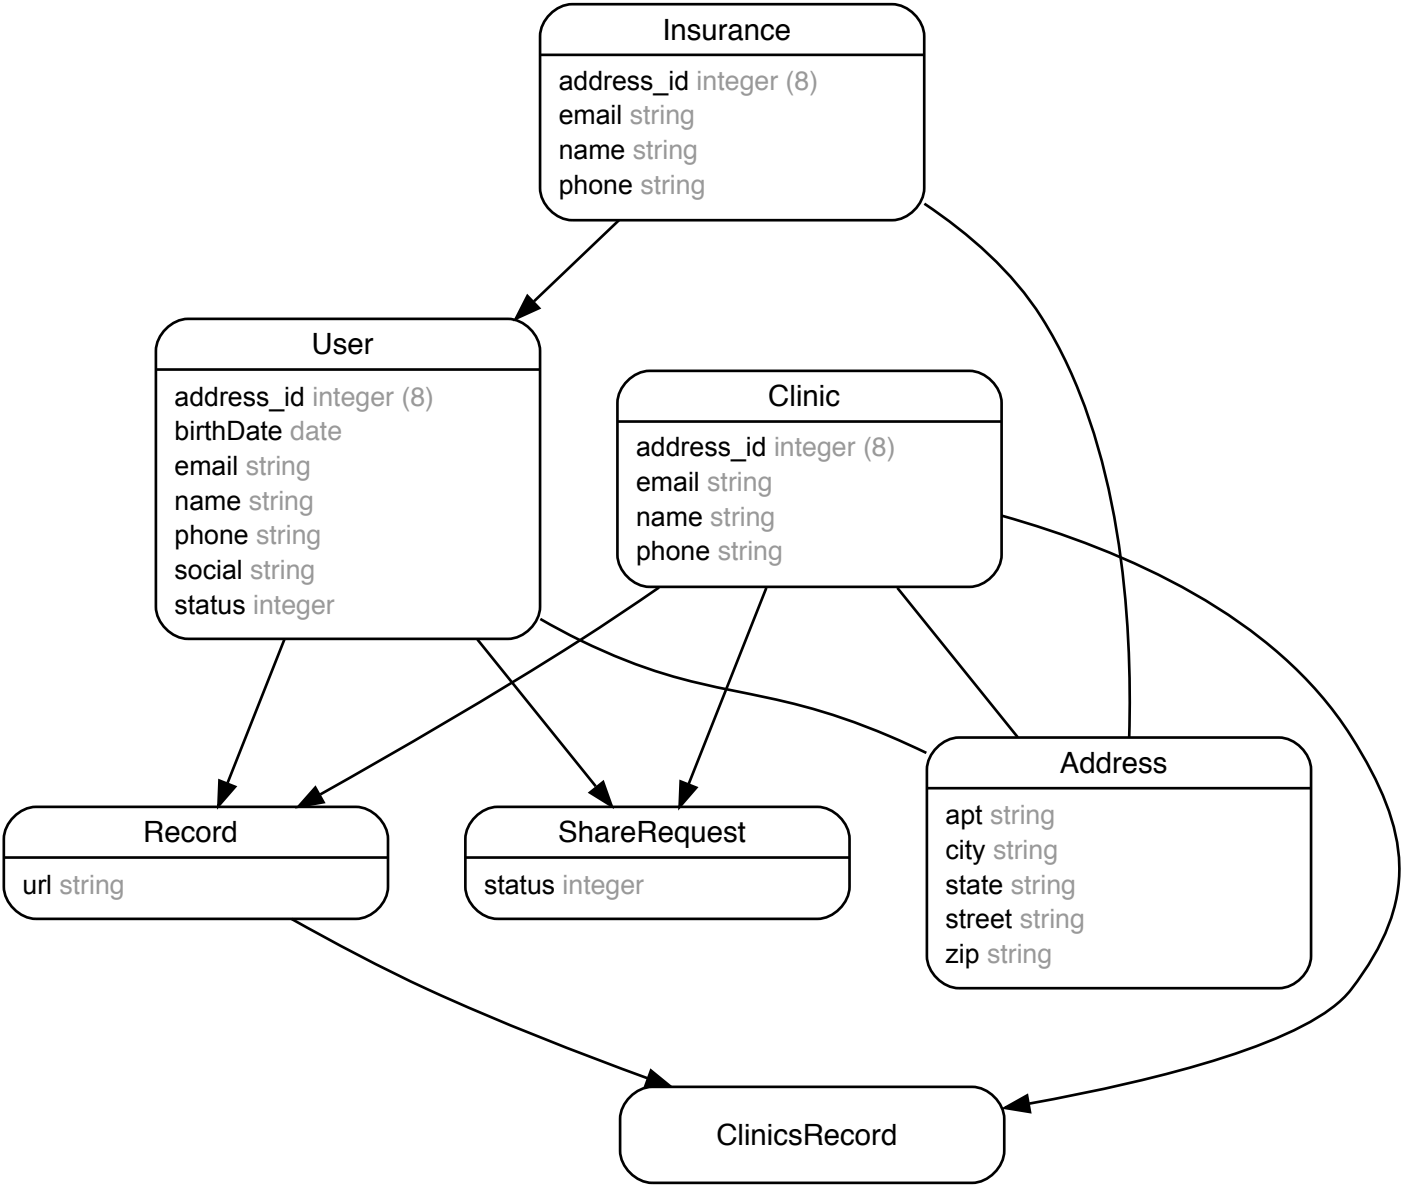 Insurance
address_id integer (8)
email string
name string
phone string
User
address_id integer (8)
birthDate date
email string
name string
phone string
social string
status integer
Clinic
address_id integer (8)
email string
name string
phone string
Record
url string
ShareRequest
status integer
Address
apt string
city string
state string
street string
zip string
ClinicsRecord